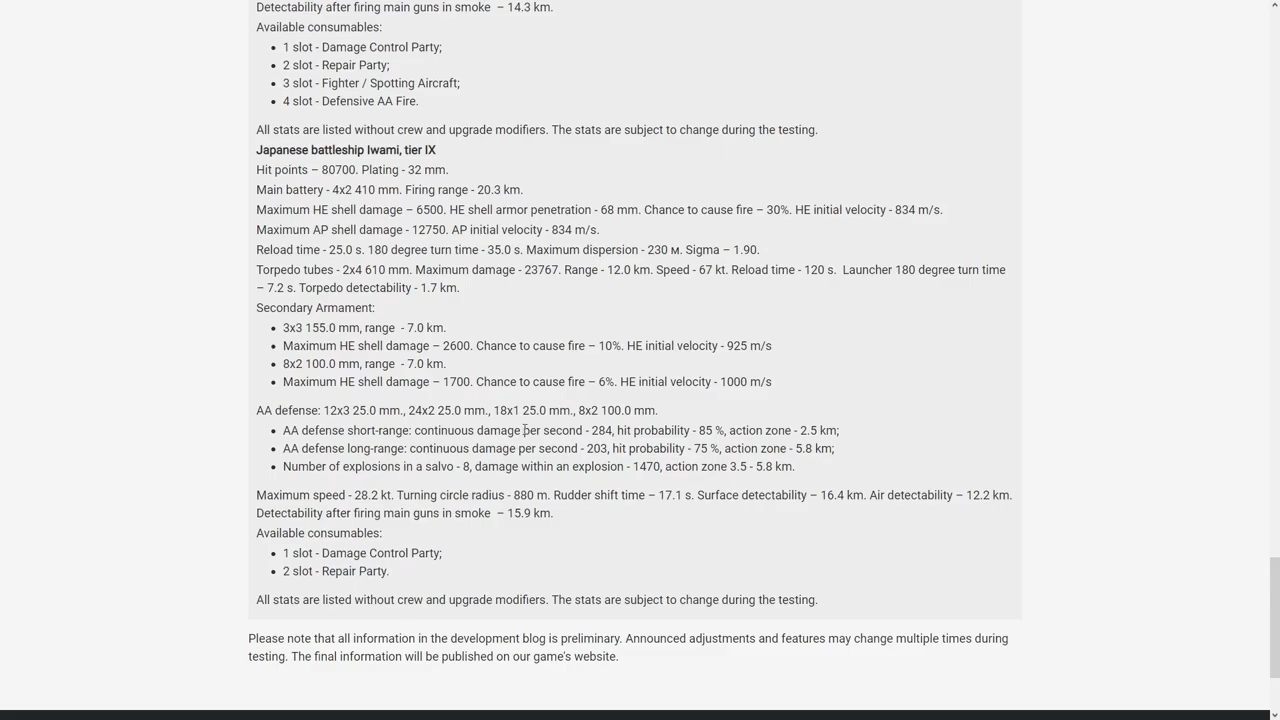 Detectability after firing main guns in smoke – 14.3 km.
Available consumables:
• 1 slot - Damage Control Party;
• 2 slot - Repair Party;
• 3 slot - Fighter / Spotting Aircraft;
• 4 slot - Defensive AA Fire.
All stats are listed without crew and upgrade modifiers. The stats are subject to change during the testing.
Japanese battleship Iwami, tier IX
Hit points – 80700. Plating - 32 mm.
Main battery - 4x2 410 mm. Firing range - 20.3 km.
Maximum HE shell damage – 6500. HE shell armor penetration - 68 mm. Chance to cause fire – 30%. HE initial velocity - 834 m/s.
Maximum AP shell damage - 12750. AP initial velocity - 834 m/s.
Reload time - 25.0 s. 180 degree turn time - 35.0 s. Maximum dispersion - 230 м. Sigma – 1.90.
Torpedo tubes - 2x4 610 mm. Maximum damage - 23767. Range - 12.0 km. Speed - 67 kt. Reload time - 120 s. Launcher 180 degree turn time
– 7.2 s. Torpedo detectability - 1.7 km.
Secondary Armament:
• 3x3 155.0 mm, range - 7.0 km.
• Maximum HE shell damage – 2600. Chance to cause fire – 10%. HE initial velocity - 925 m/s
• 8x2 100.0 mm, range - 7.0 km.
• Maximum HE shell damage – 1700. Chance to cause fire – 6%. HE initial velocity - 1000 m/s
AA defense: 12x3 25.0 mm., 24x2 25.0 mm., 18x1 25.0 mm., 8x2 100.0 mm.
• AA defense short-range: continuous damage per second - 284, hit probability - 85 %, action zone - 2.5 km;
• AA defense long-range: continuous damage per second - 203, hit probability - 75 %, action zone - 5.8 km;
• Number of explosions in a salvo - 8, damage within an explosion - 1470, action zone 3.5 - 5.8 km.
Maximum speed - 28.2 kt. Turning circle radius - 880 m. Rudder shift time – 17.1 s. Surface detectability – 16.4 km. Air detectability – 12.2 km.
Detectability after firing main guns in smoke – 15.9 km.
Available consumables:
• 1 slot - Damage Control Party;
• 2 slot - Repair Party.
All stats are listed without crew and upgrade modifiers. The stats are subject to change during the testing.
Please note that all information in the development blog is preliminary. Announced adjustments and features may change multiple times during
testing. The final information will be published on our game's website.